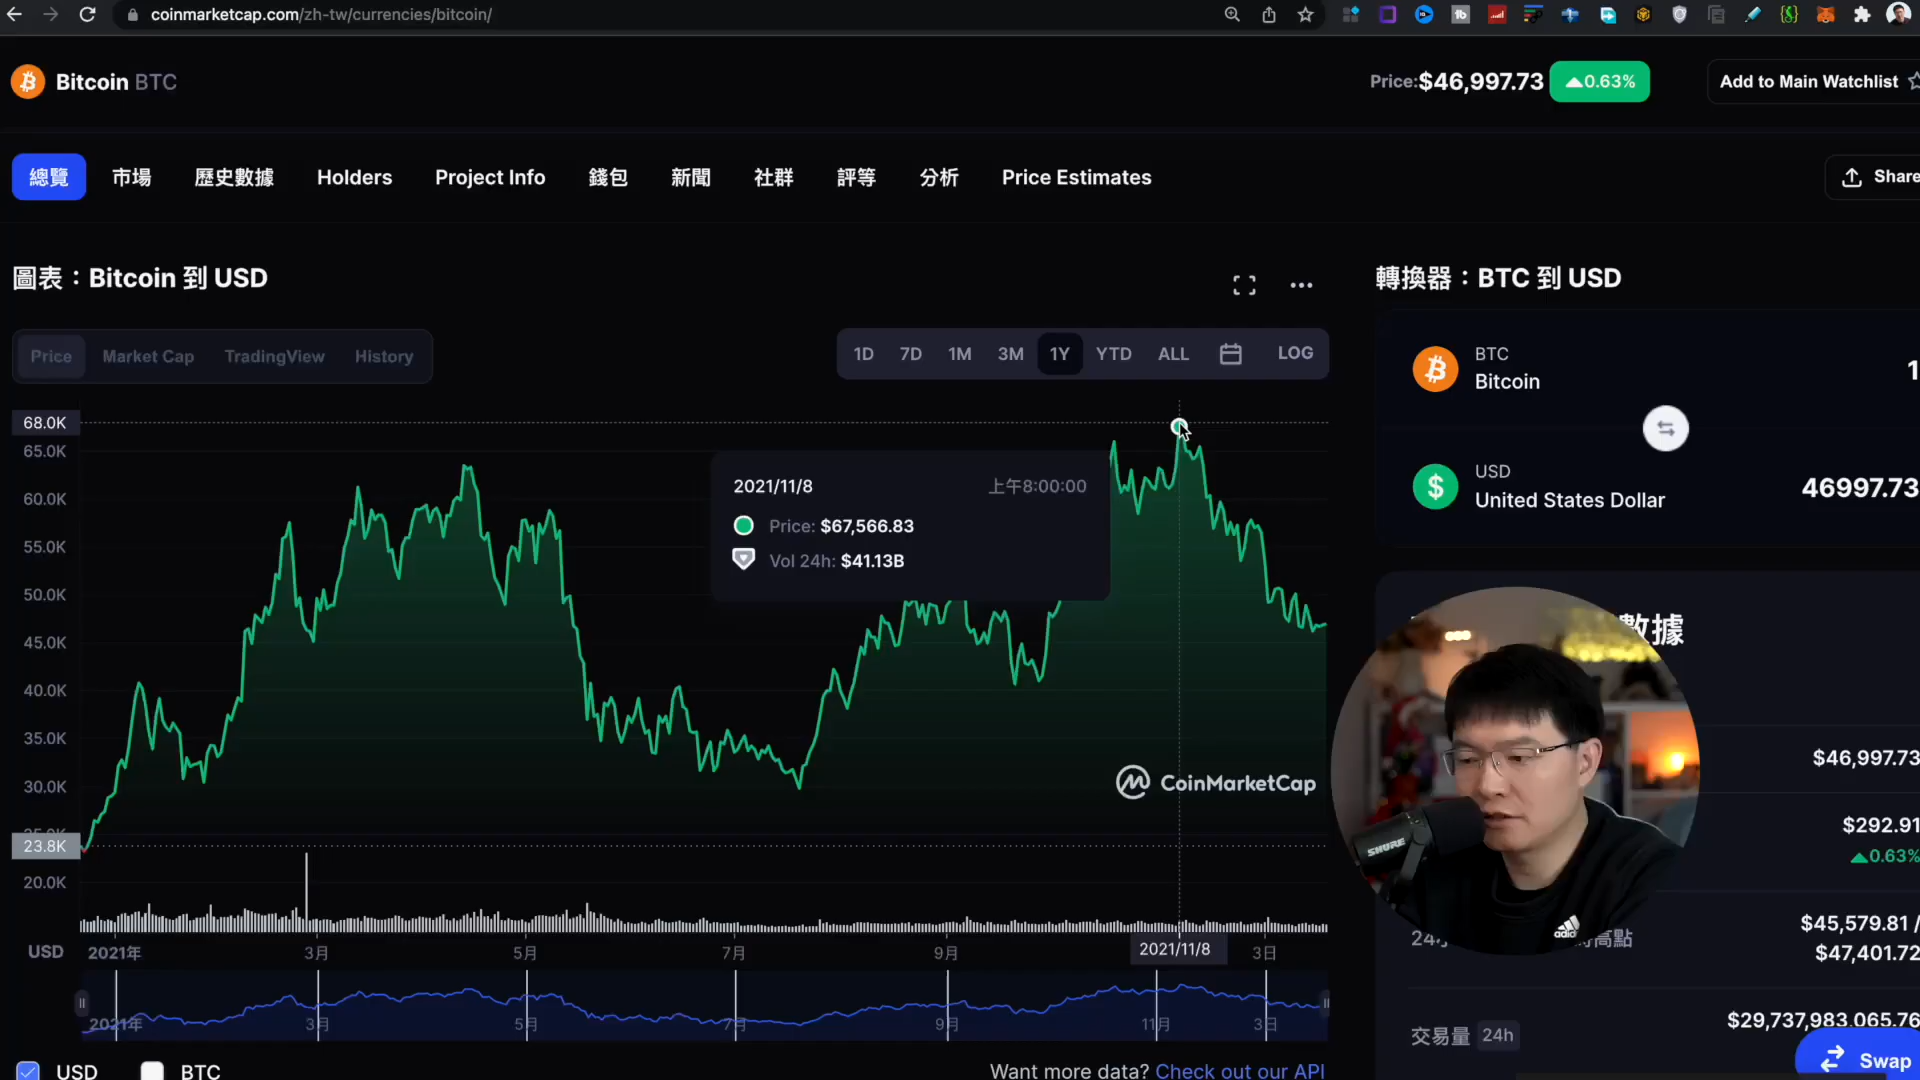 coinmarketcap.com/zh-tw/currencies/bitcoin/
Bitcoin BTC
Price:$46,997.73
0.63%
Add to Main Watchlist
總覽
市場
歷史數據
Holders
Project Info
錢包
新聞
社群
評等
分析
Price Estimates
Share
圖表：Bitcoin 到 USD
轉換器：BTC 到 USD
Price
Market Cap
TradingView
History
1D
7D
1M
3M
1Y
YTD
ALL
LOG
BTC
Bitcoin
1
USD
United States Dollar
46997.73
68.0K
65.0K
60.0K
55.0K
50.0K
45.0K
40.0K
35.0K
30.0K
23.8K
20.0K
2021/11/8
上午8:00:00
Price: $67,566.83
Vol 24h: $41.13B
CoinMarketCap
數據
$46,997.73
$292.91
0.63%
$45,579.81 /
$47,401.72
SHURE
USD
2021年
3月
5月
7月
9月
2021/11/8
3日
2021年
3月
5月
7月
9月
11月
3日
交易量 24h
$29,737,983,065.76
Swap
USD
BTC
Want more data? Check out our API